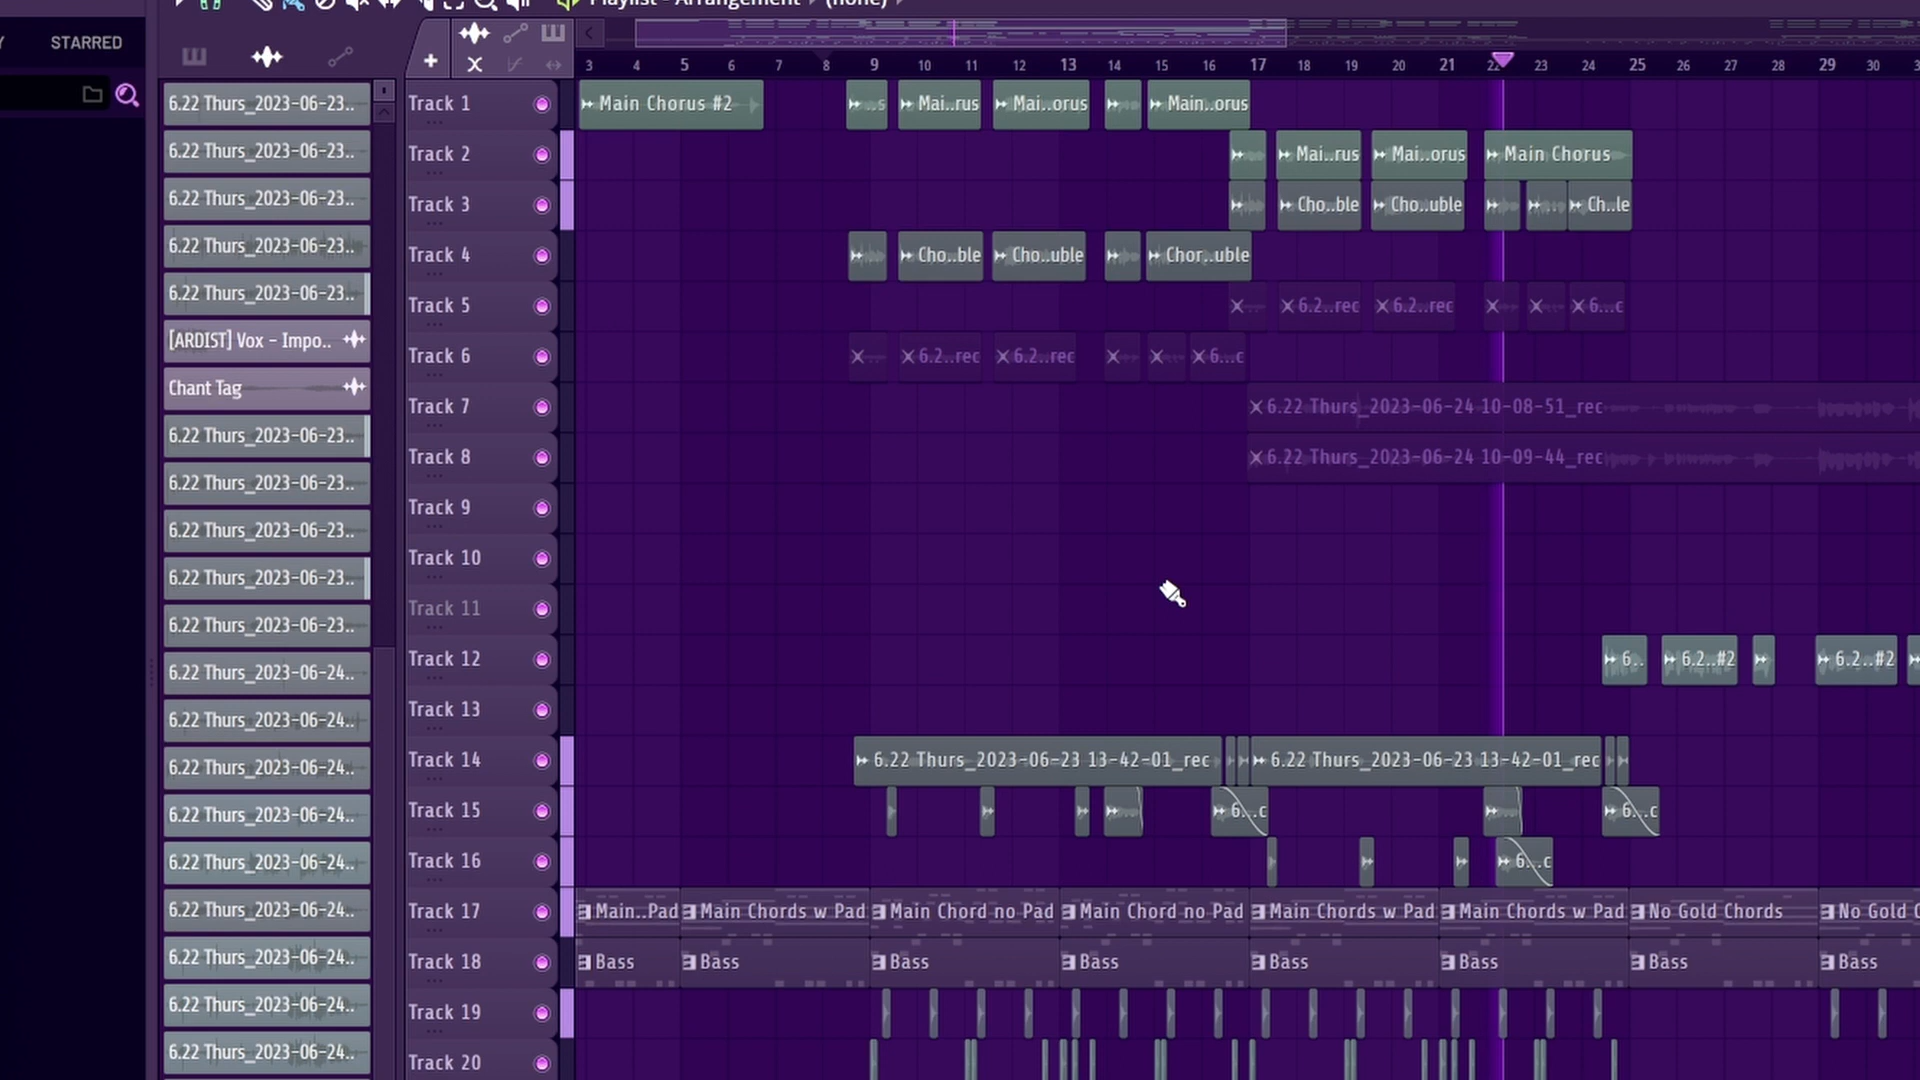 Playlist - Arrangement › (none) ›
Y STARRED
3 4 5 6 7 8 9 10 11 12 13 14 15 16 17 18 19 20 21 22 23 24 25 26 27 28 29 30
6.22 Thurs_2023-06-23..
6.22 Thurs_2023-06-23..
6.22 Thurs_2023-06-23..
6.22 Thurs_2023-06-23..
6.22 Thurs_2023-06-23..
[ARDIST] Vox - Impo..
Chant Tag
6.22 Thurs_2023-06-23..
6.22 Thurs_2023-06-23..
6.22 Thurs_2023-06-23..
6.22 Thurs_2023-06-23..
6.22 Thurs_2023-06-23..
6.22 Thurs_2023-06-24..
6.22 Thurs_2023-06-24..
6.22 Thurs_2023-06-24..
6.22 Thurs_2023-06-24..
6.22 Thurs_2023-06-24..
6.22 Thurs_2023-06-24..
6.22 Thurs_2023-06-24..
6.22 Thurs_2023-06-24..
6.22 Thurs_2023-06-24..
Track 1 Main Chorus #2 ..s Mai..rus Mai..orus Main..orus
Track 2 Mai..rus Mai..orus Main Chorus
Track 3 Cho..ble Cho..uble Ch..le
Track 4 Cho..ble Cho..uble Chor..uble
Track 5 6.2..rec 6.2..rec 6...c
Track 6 6.2..rec 6.2..rec 6...c
Track 7 6.22 Thurs_2023-06-24 10-08-51_rec
Track 8 6.22 Thurs_2023-06-24 10-09-44_rec
Track 9
Track 10
Track 11
Track 12 6.. 6.2..#2 6.2..#2
Track 13
Track 14 6.22 Thurs_2023-06-23 13-42-01_rec 6.22 Thurs_2023-06-23 13-42-01_rec
Track 15 6...c 6...c
Track 16 6...c
Track 17 Main..Pad Main Chords w Pad Main Chord no Pad Main Chord no Pad Main Chords w Pad Main Chords w Pad No Gold Chords No Gold C
Track 18 Bass Bass Bass Bass Bass Bass Bass Bass
Track 19
Track 20